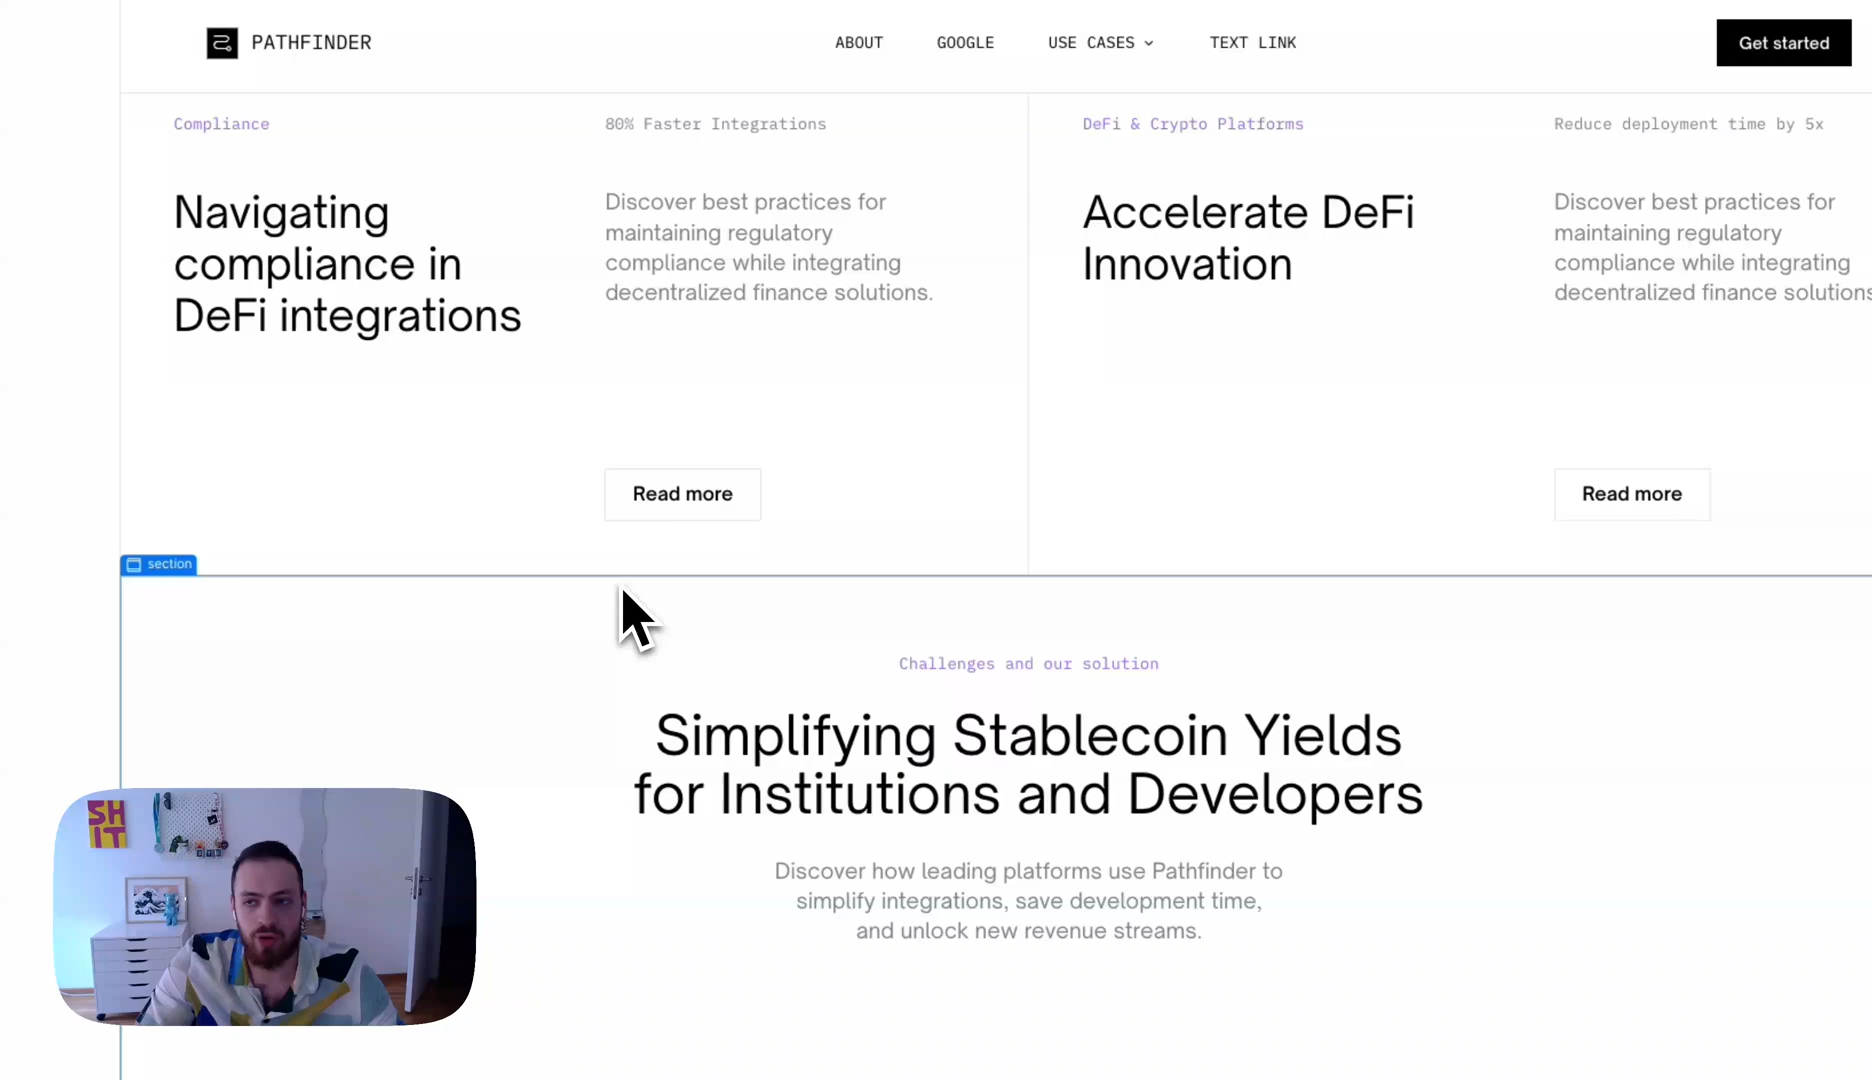 PATHFINDER
ABOUT
GOOGLE
USE CASES
TEXT LINK
Get started
Compliance
80% Faster Integrations
Navigating
compliance in
DeFi integrations
Discover best practices for
maintaining regulatory
compliance while integrating
decentralized finance solutions.
Read more
DeFi & Crypto Platforms
Reduce deployment time by 5x
Accelerate DeFi
Innovation
Discover best practices for
maintaining regulatory
compliance while integrating
decentralized finance solutions
Read more
section
Challenges and our solution
Simplifying Stablecoin Yields
for Institutions and Developers
Discover how leading platforms use Pathfinder to
simplify integrations, save development time,
and unlock new revenue streams.
SH
IT